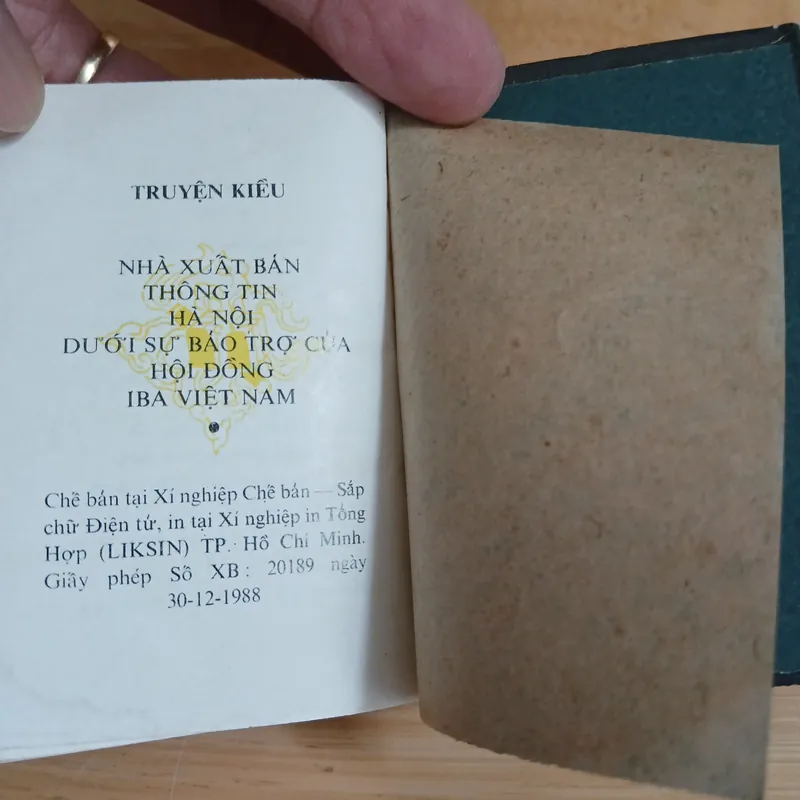 TRUYỆN KIỀU
NHÀ XUẤT BẢN
THÔNG TIN
HÀ NỘI
DƯỚI SỰ BẢO TRỢ CỦA
HỘI ĐỒNG
IBA VIỆT NAM
Chế bản tại Xí nghiệp Chế bản — Sắp
chữ Điện tử, in tại Xí nghiệp in Tổng
Hợp (LIKSIN) TP. Hồ Chí Minh.
Giấy phép Số XB : 20189 ngày
30-12-1988